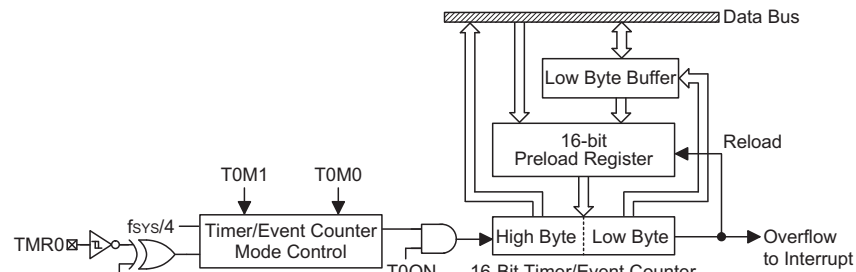 Data Bus
Low Byte Buffer
16-bit
Preload Register
Reload
T0M1
T0M0
fSYS/4
Timer/Event Counter
Mode Control
TMR0
T0ON
High Byte
Low Byte
Overflow
to Interrupt
16-Bit Timer/Event Counter